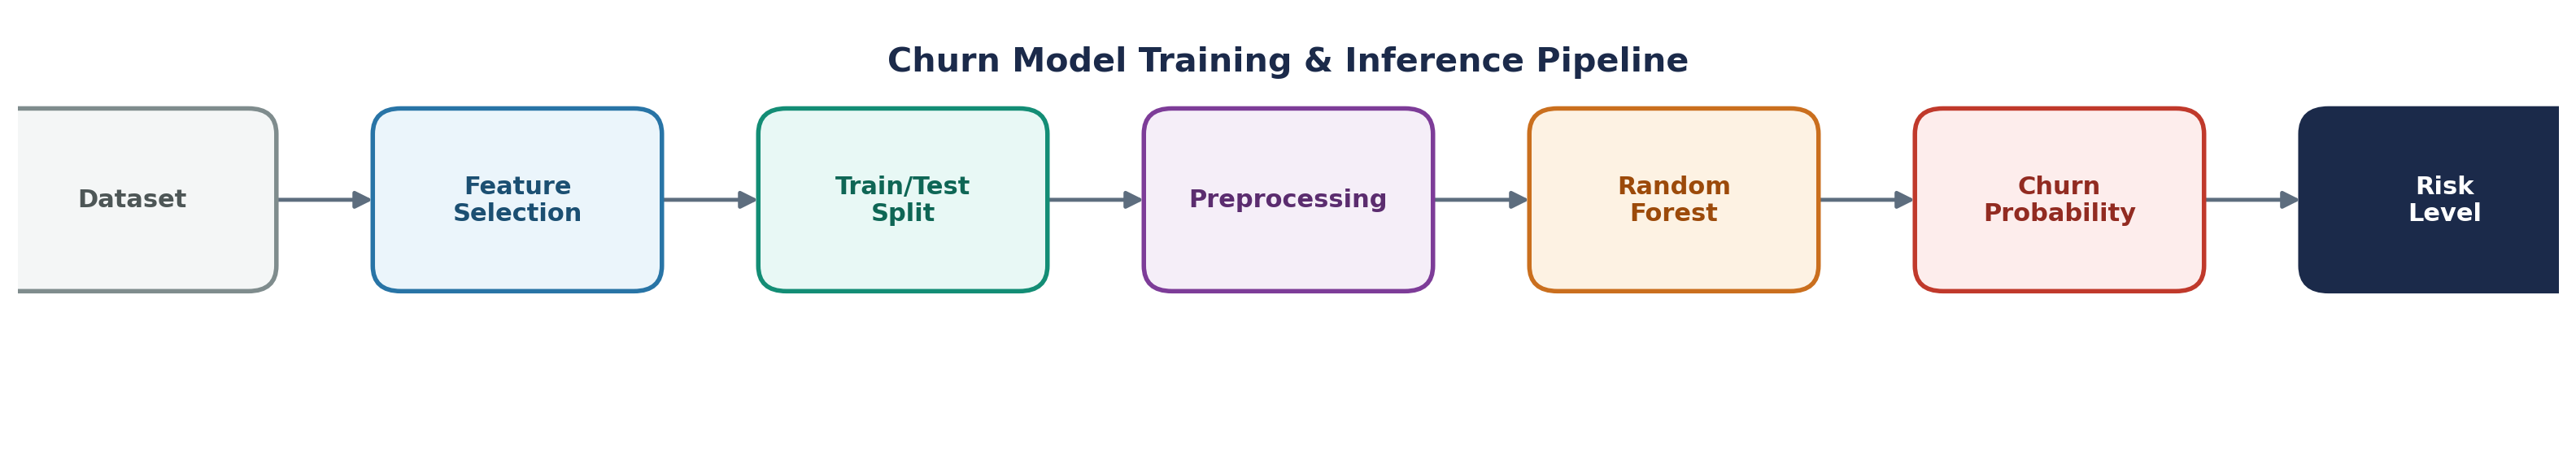 Churn Model Training & Inference Pipeline
Dataset
Feature
Selection
Train/Test
Split
Preprocessing
Random
Forest
Churn
Probability
Risk
Level